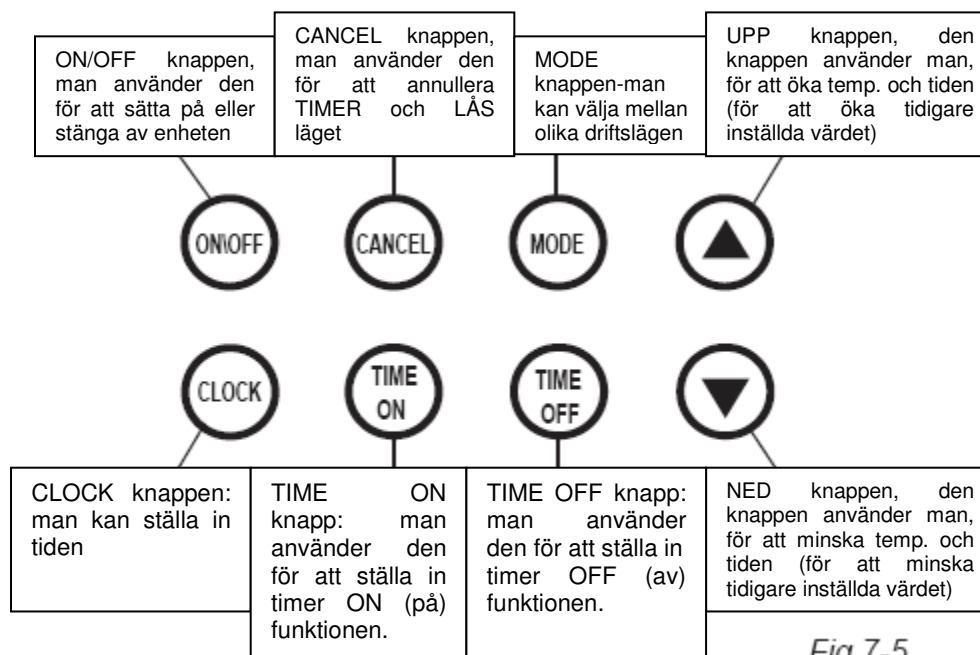 ON/OFF knappen,
man använder den
för att sätta på eller
stänga av enheten
CANCEL knappen,
man använder den
för att annullera
TIMER och LÅS
läget
MODE
knappen-man
kan välja mellan
olika driftslägen
UPP knappen, den
knappen använder man,
för att öka temp. och tiden
(för att öka tidigare
inställda värdet)
ON\OFF
CANCEL
MODE
CLOCK
TIME
ON
TIME
OFF
CLOCK knappen:
man kan ställa in
tiden
TIME ON
knapp: man
använder den
för att ställa in
timer ON (på)
funktionen.
TIME OFF knapp:
man använder
den för att ställa in
timer OFF (av)
funktionen.
NED knappen, den
knappen använder man,
för att minska temp. och
tiden (för att minska
tidigare inställda värdet)
Fig 7-5